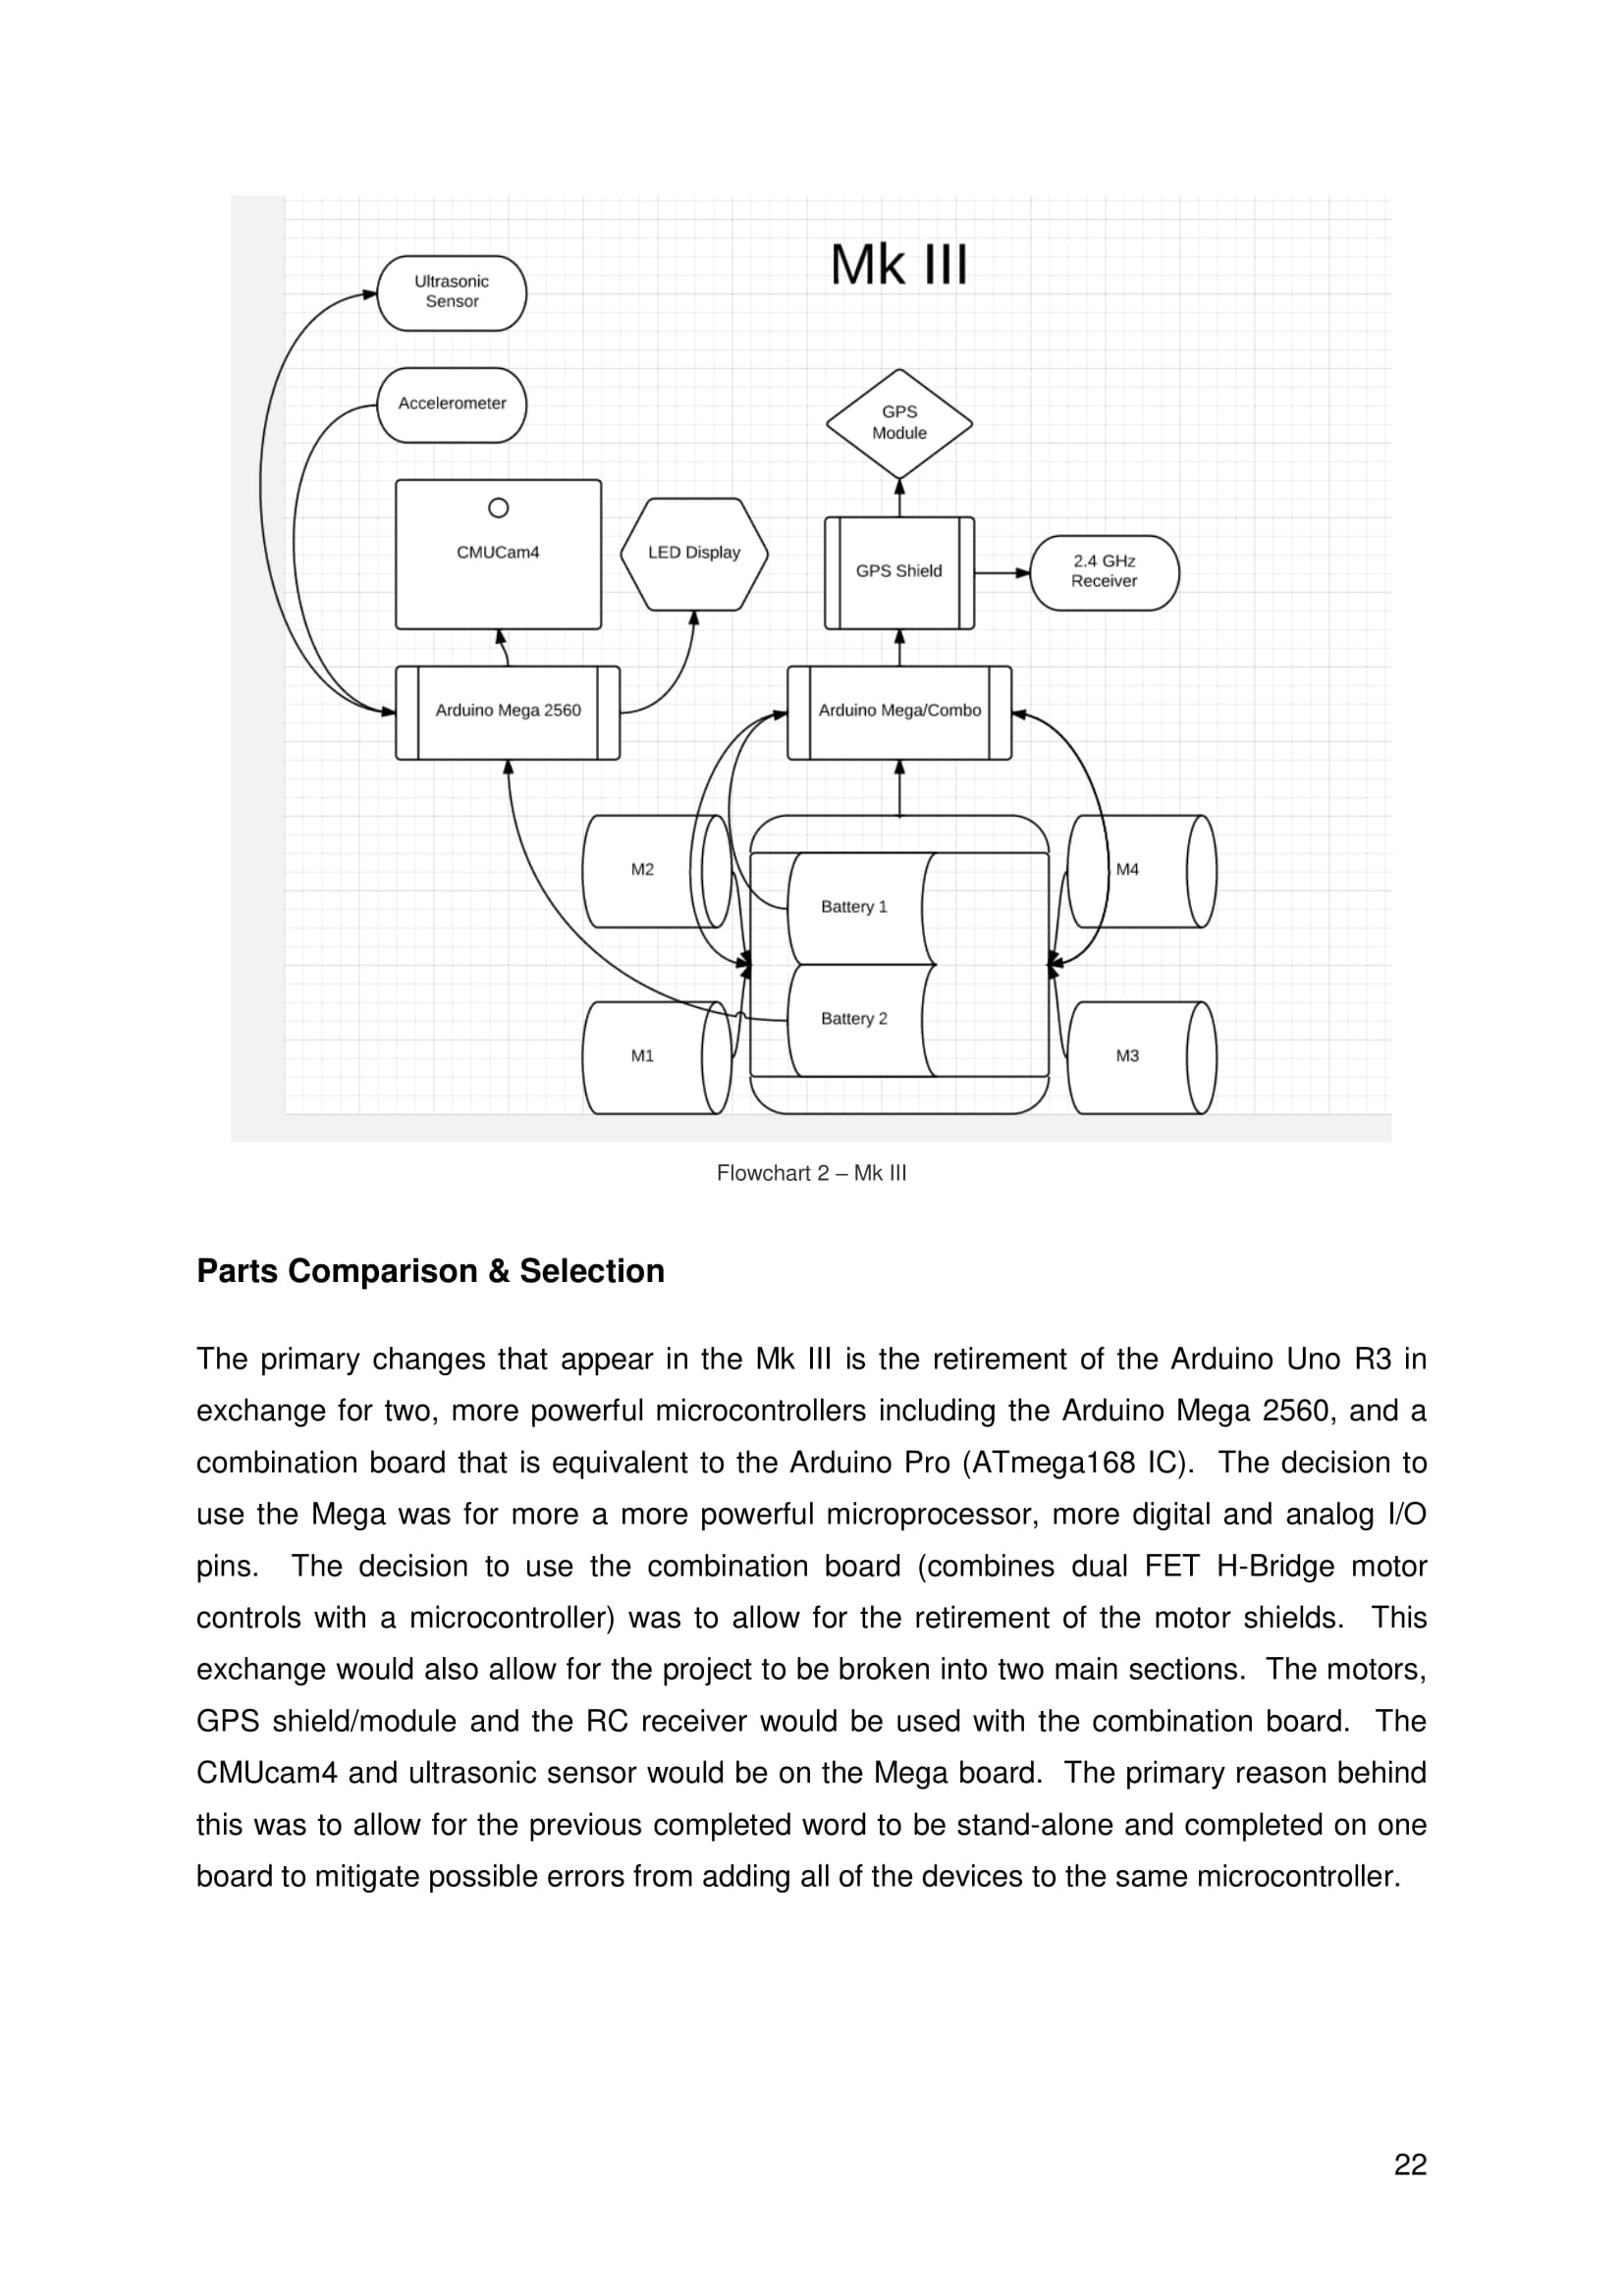 Mk III
Ultrasonic
Sensor
Accelerometer
GPS
Module
CMUCam4
LED Display
GPS Shield
2.4 GHz
Receiver
Arduino Mega 2560
Arduino Mega/Combo
M2
Battery 1
M4
Battery 2
M1
M3
Flowchart 2 – Mk III
Parts Comparison & Selection
The primary changes that appear in the Mk III is the retirement of the Arduino Uno R3 in
exchange for two, more powerful microcontrollers including the Arduino Mega 2560, and a
combination board that is equivalent to the Arduino Pro (ATmega168 IC). The decision to
use the Mega was for more a more powerful microprocessor, more digital and analog I/O
pins. The decision to use the combination board (combines dual FET H-Bridge motor
controls with a microcontroller) was to allow for the retirement of the motor shields. This
exchange would also allow for the project to be broken into two main sections. The motors,
GPS shield/module and the RC receiver would be used with the combination board. The
CMUcam4 and ultrasonic sensor would be on the Mega board. The primary reason behind
this was to allow for the previous completed word to be stand-alone and completed on one
board to mitigate possible errors from adding all of the devices to the same microcontroller.
22